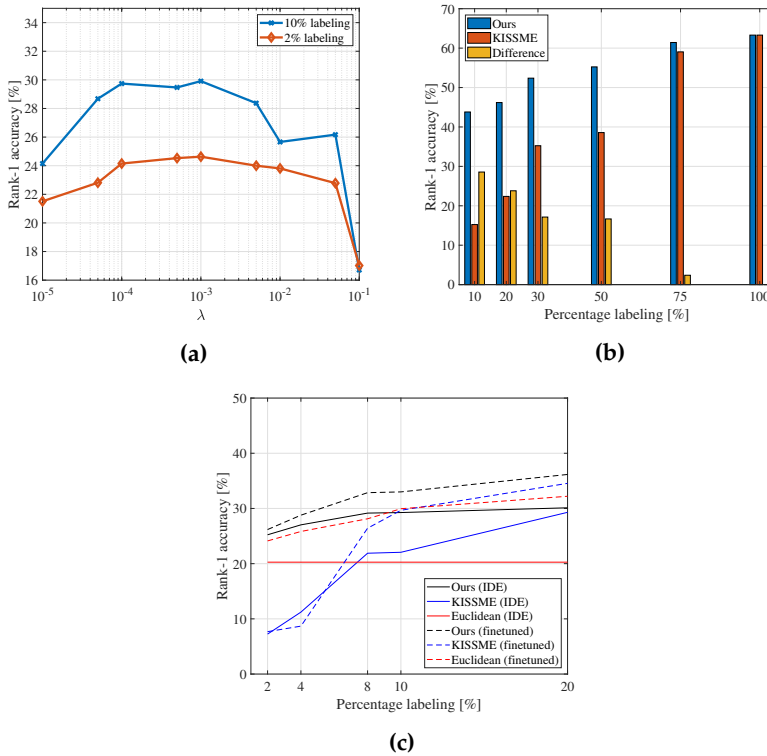 34
32
30
28
26
24
22
20
18
16
Rank-1 accuracy [%]
10% labeling
2% labeling
10^-5
10^-4
10^-3
10^-2
10^-1
λ
(a)
70
60
50
40
30
20
10
0
Rank-1 accuracy [%]
Ours
KISSME
Difference
10 20 30 50 75 100
Percentage labeling [%]
(b)
50
40
30
20
10
0
Rank-1 accuracy [%]
Ours (IDE)
KISSME (IDE)
Euclidean (IDE)
Ours (finetuned)
KISSME (finetuned)
Euclidean (finetuned)
2 4 8 10 20
Percentage labeling [%]
(c)